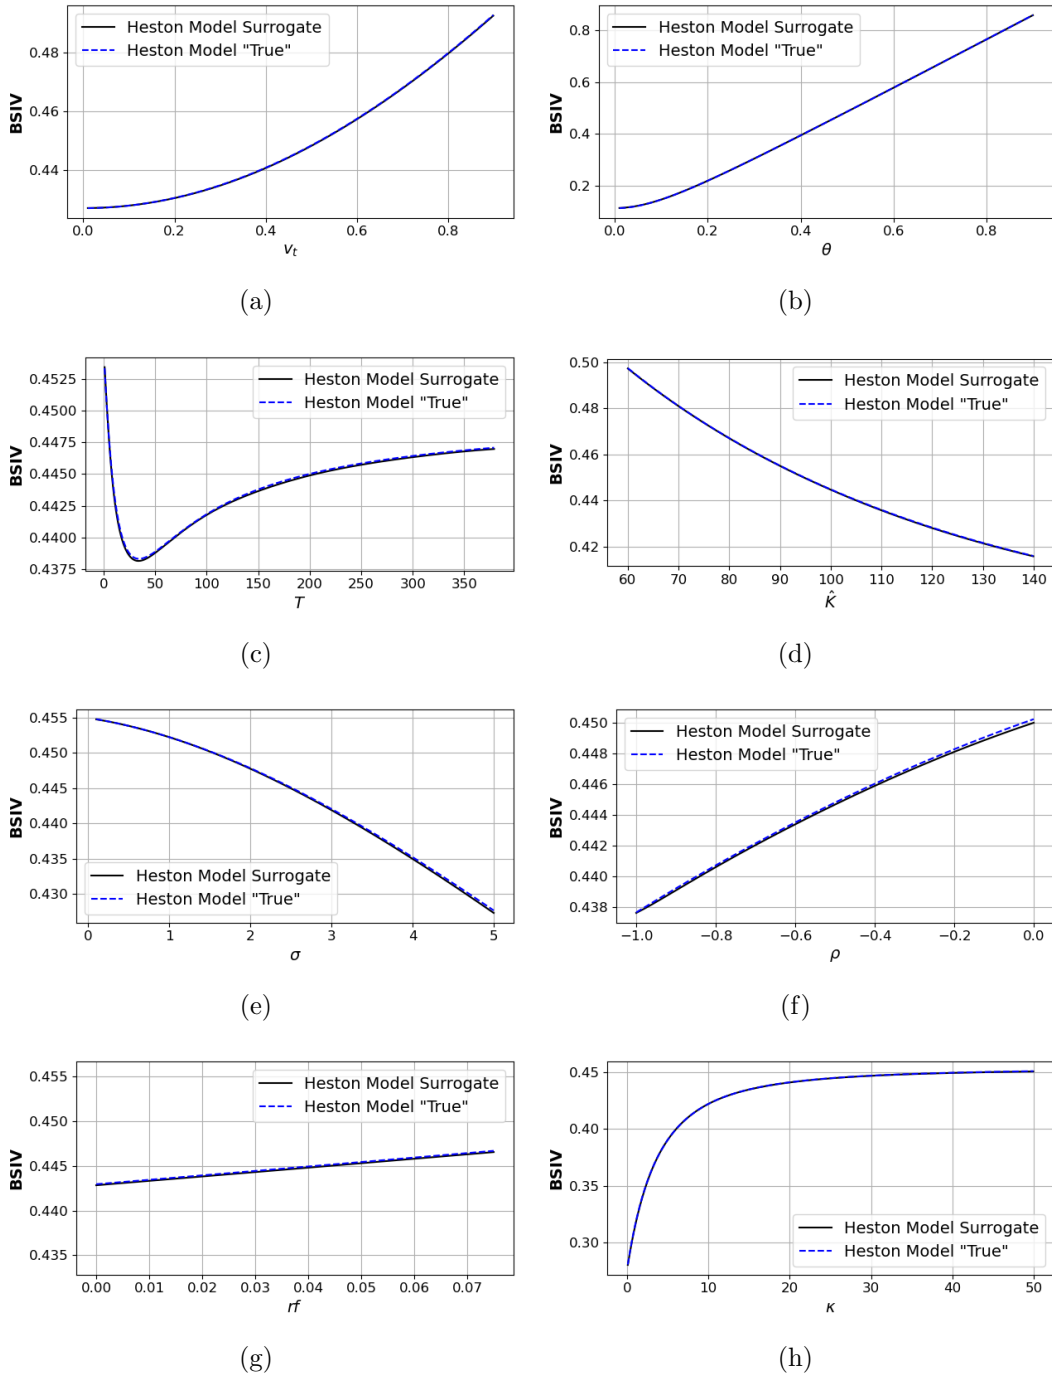 Heston Model Surrogate
Heston Model "True"
BSIV
0.48
0.46
0.44
0.0 0.2 0.4 0.6 0.8
v_t
(a)
Heston Model Surrogate
Heston Model "True"
BSIV
0.8
0.6
0.4
0.2
0.0 0.2 0.4 0.6 0.8
θ
(b)
Heston Model Surrogate
Heston Model "True"
BSIV
0.4525
0.4500
0.4475
0.4450
0.4425
0.4400
0.4375
0 50 100 150 200 250 300 350
T
(c)
Heston Model Surrogate
Heston Model "True"
BSIV
0.50
0.48
0.46
0.44
0.42
60 70 80 90 100 110 120 130 140
K̂
(d)
BSIV
0.455
0.450
0.445
0.440
0.435
0.430
Heston Model Surrogate
Heston Model "True"
0 1 2 3 4 5
σ
(e)
Heston Model Surrogate
Heston Model "True"
BSIV
0.450
0.448
0.446
0.444
0.442
0.440
0.438
−1.0 −0.8 −0.6 −0.4 −0.2 0.0
ρ
(f)
Heston Model Surrogate
Heston Model "True"
BSIV
0.455
0.450
0.445
0.440
0.435
0.00 0.01 0.02 0.03 0.04 0.05 0.06 0.07
rf
(g)
BSIV
0.45
0.40
0.35
0.30
Heston Model Surrogate
Heston Model "True"
0 10 20 30 40 50
κ
(h)